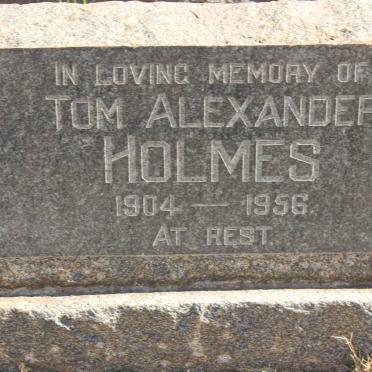 IN LOVING MEMORY OF
TOM ALEXANDER
HOLMES
1904 — 1956.
AT REST.